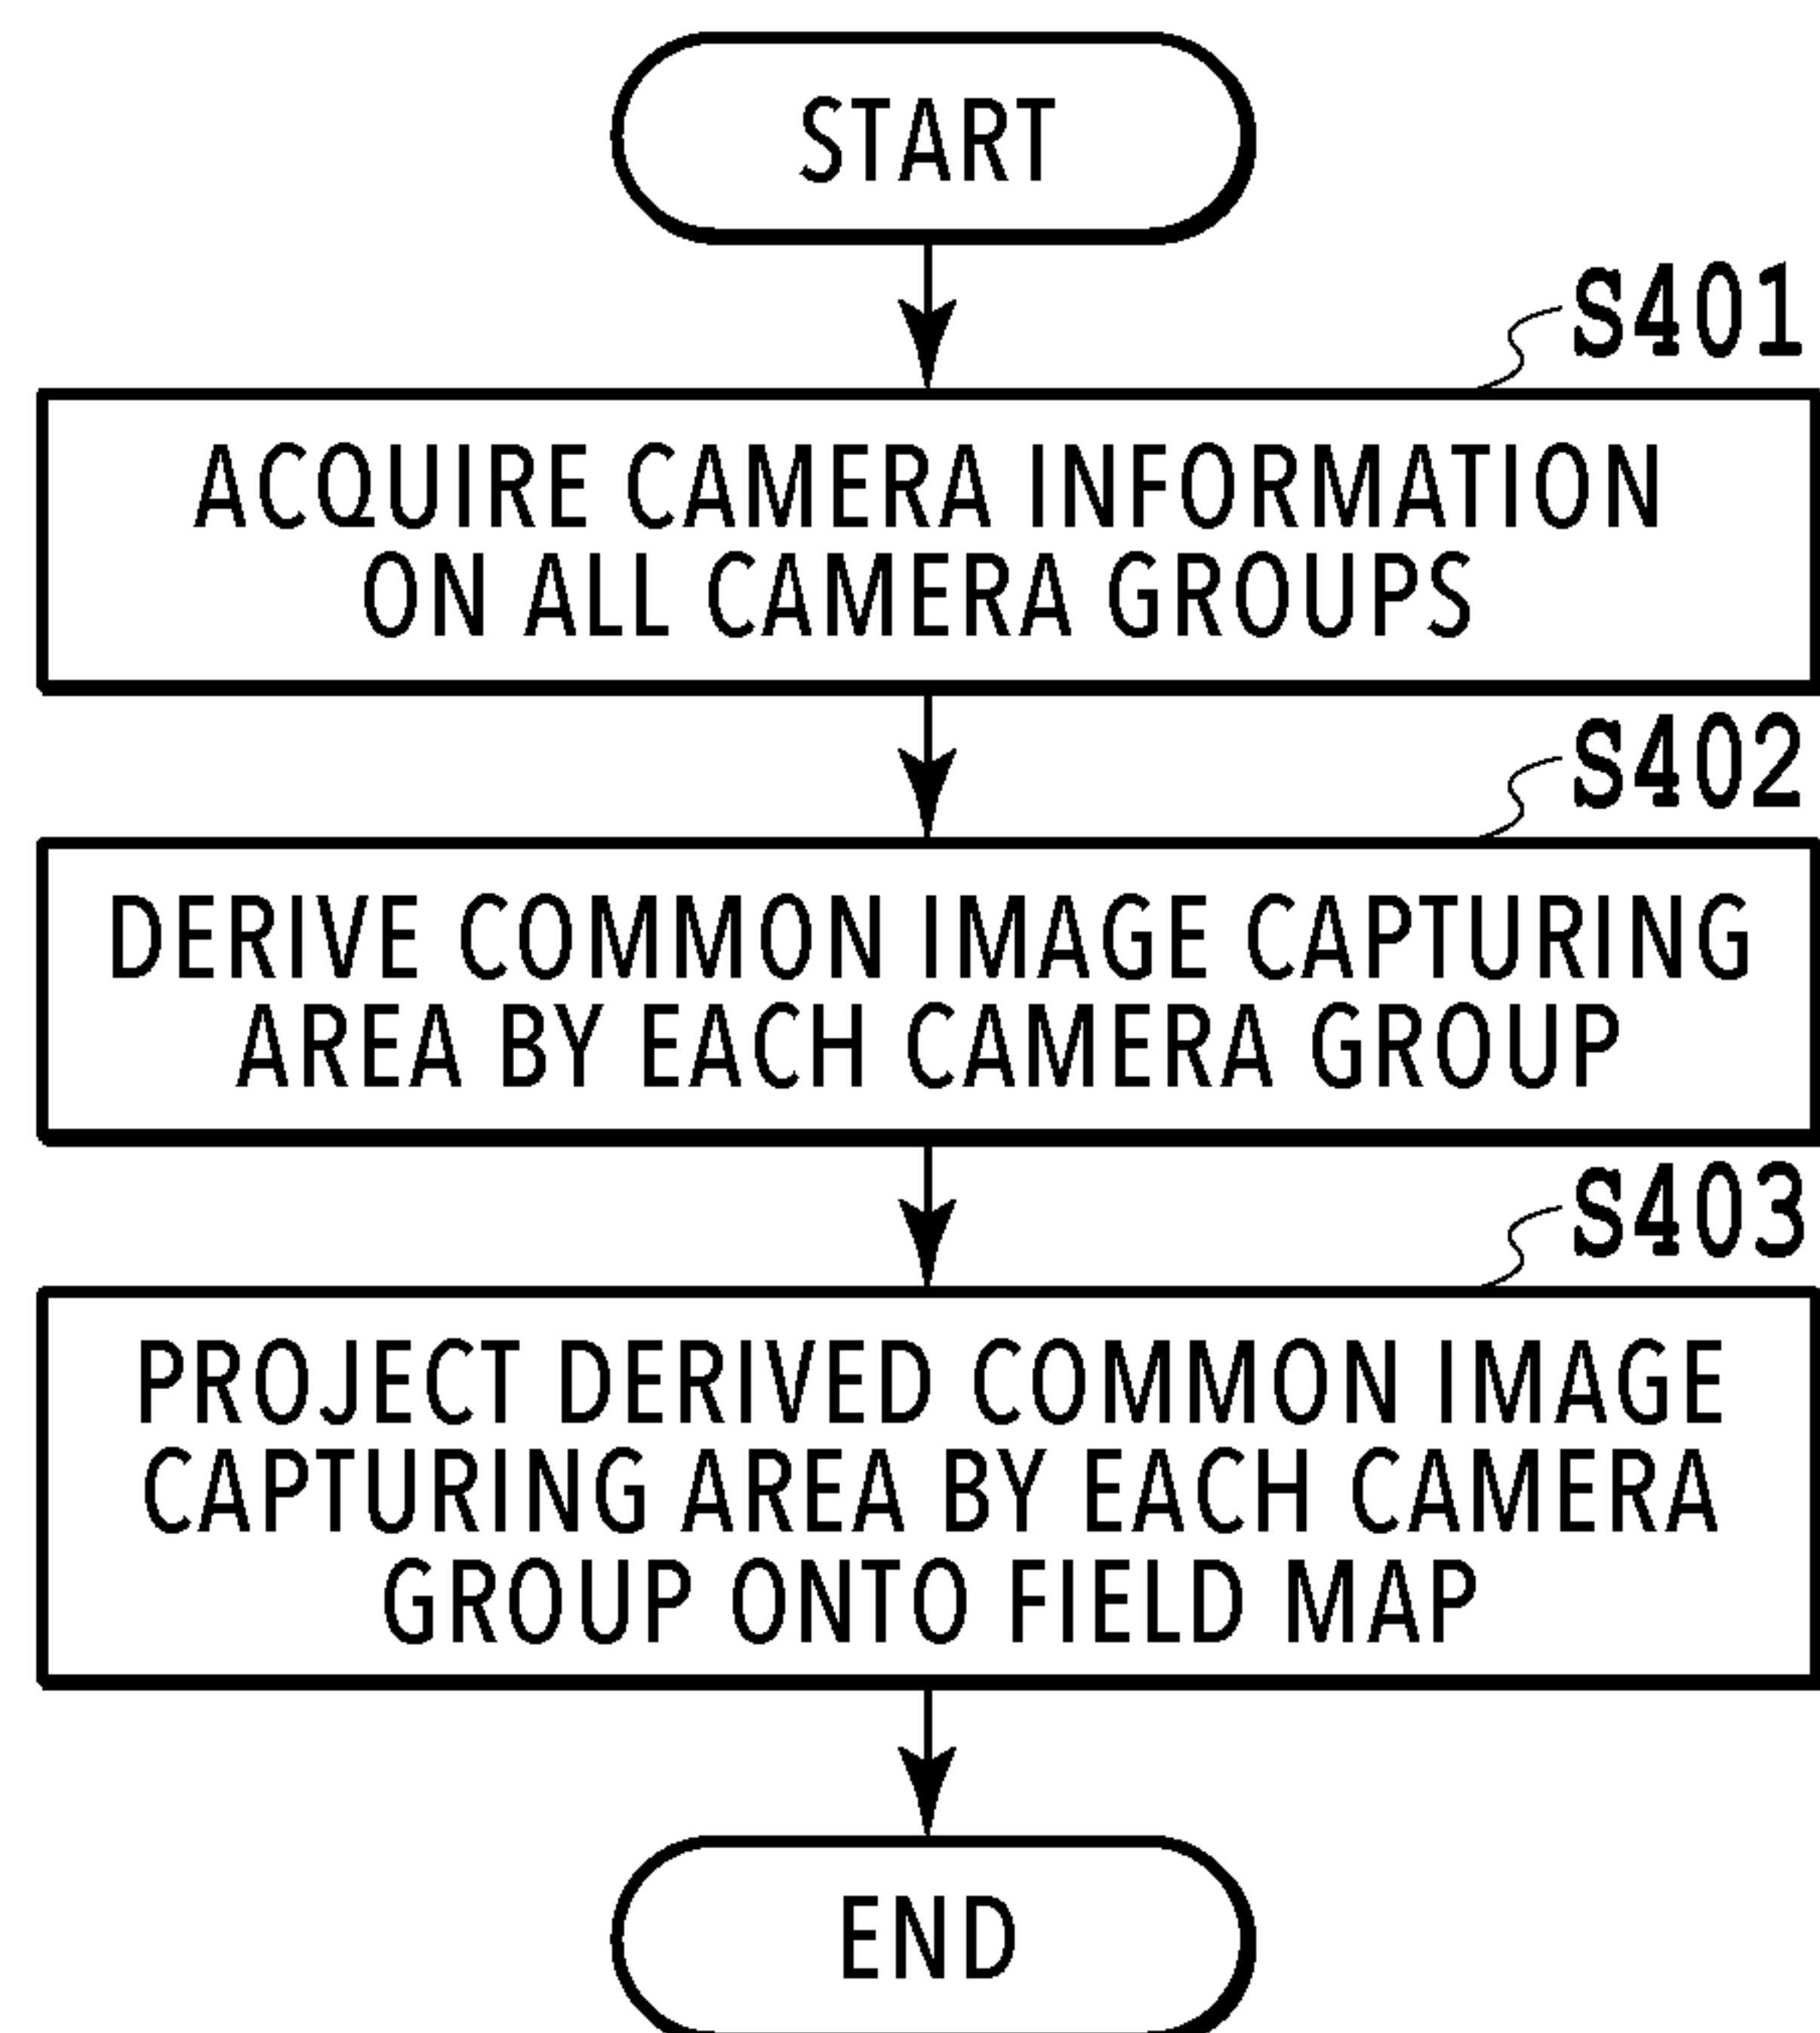 START
S401
ACQUIRE CAMERA INFORMATION
ON ALL CAMERA GROUPS
S402
DERIVE COMMON IMAGE CAPTURING
AREA BY EACH CAMERA GROUP
S403
PROJECT DERIVED COMMON IMAGE
CAPTURING AREA BY EACH CAMERA
GROUP ONTO FIELD MAP
END